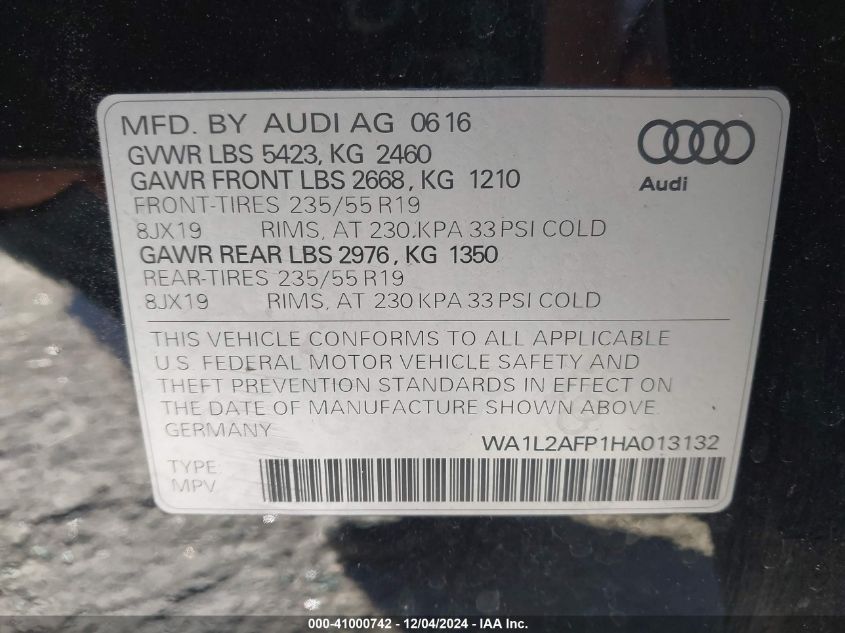 MFD. BY AUDI AG 0616
GVWR LBS 5423, KG 2460
GAWR FRONT LBS 2668, KG 1210
FRONT-TIRES 235/55 R19
8JX19 RIMS, AT 230.KPA 33 PSI COLD
GAWR REAR LBS 2976, KG 1350
REAR-TIRES 235/55 R19
8JX19 RIMS, AT 230 KPA 33 PSI COLD
Audi
THIS VEHICLE CONFORMS TO ALL APPLICABLE
U.S. FEDERAL MOTOR VEHICLE SAFETY AND
THEFT PREVENTION STANDARDS IN EFFECT ON
THE DATE OF MANUFACTURE SHOWN ABOVE.
GERMANY
WA1L2AFP1HA013132
TYPE:
MPV
000-41000742 - 12/04/2024 - IAA Inc.